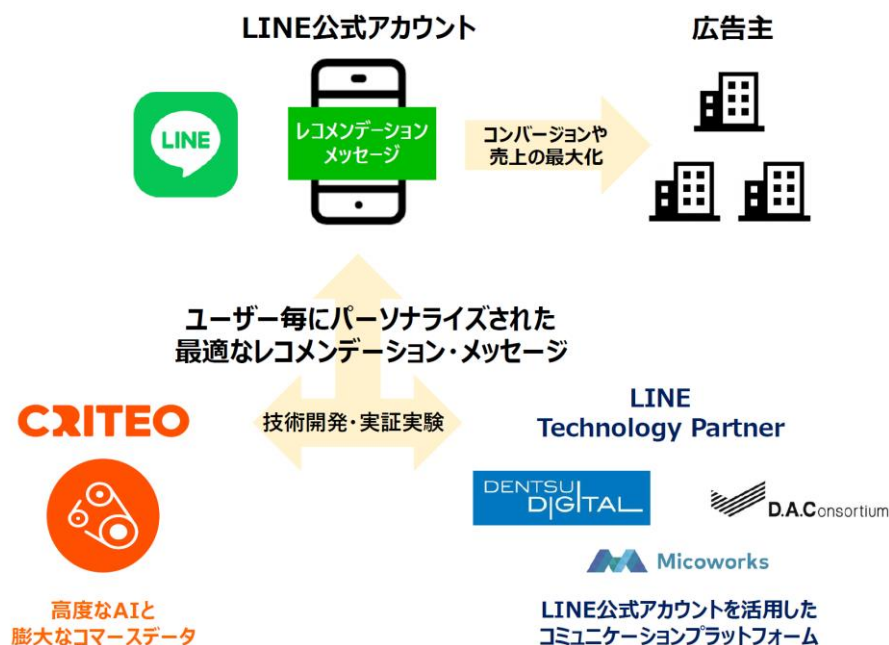 LINE公式アカウント
広告主
LINE
レコメンデーション
メッセージ
コンバージョンや
売上の最大化
ユーザー毎にパーソナライズされた
最適なレコメンデーション・メッセージ
CRITEO
技術開発・実証実験
LINE
Technology Partner
DENTSU
DIGITAL
D.A.Consortium
Micoworks
高度なAIと
膨大なコマースデータ
LINE公式アカウントを活用した
コミュニケーションプラットフォーム